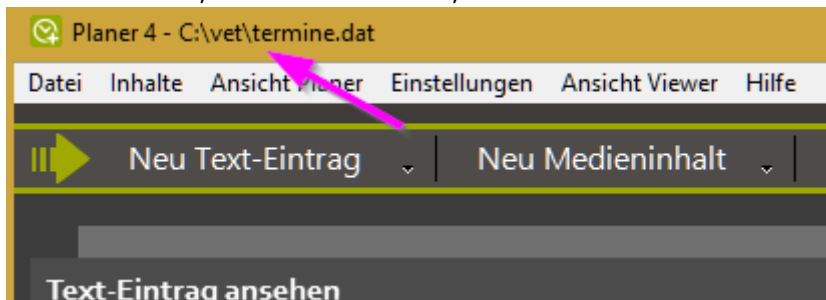 Planer 4 - C:\vet\termine.dat
Datei Inhalte Ansicht Planer Einstellungen Ansicht Viewer Hilfe
Neu Text-Eintrag Neu Medieninhalt
Text-Eintrag ansehen